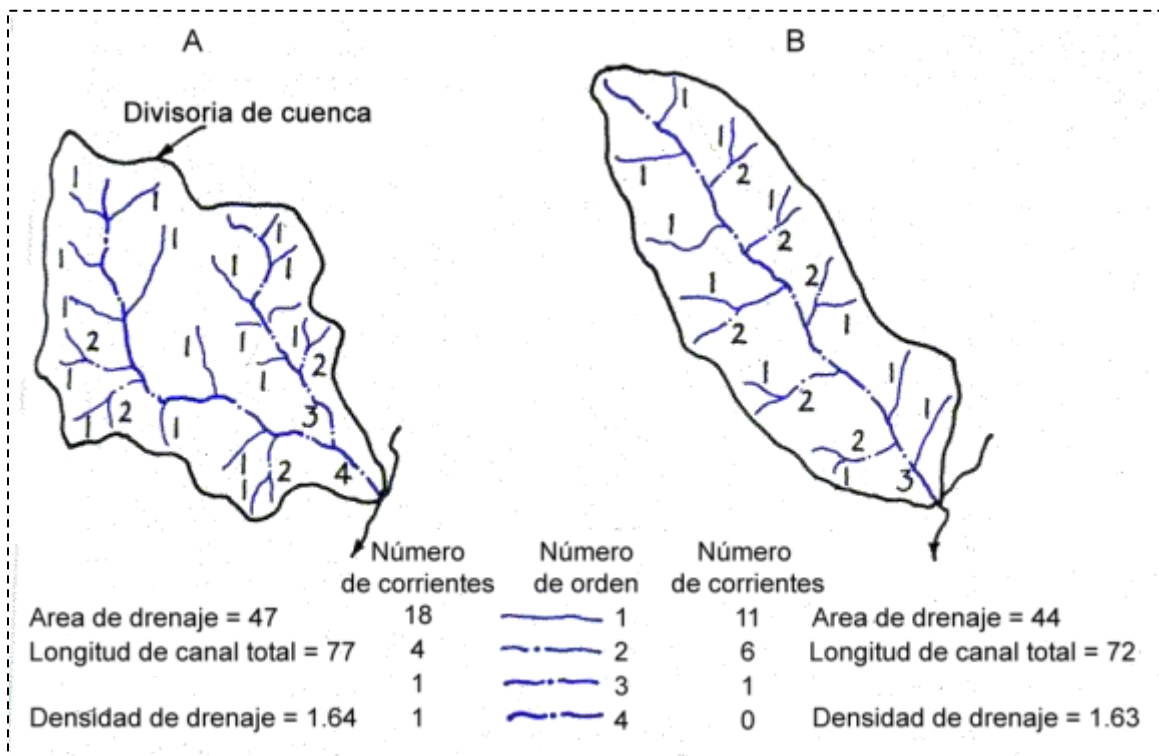 A
B
Divisoria de cuenca
1 1 1 1 1 1 1 1 1 1 1 1 1
2 2 1 1 1 2 3 4 2 1 1
1 1 1 2 1 2 1 2 2 1 1 2 1 2 1 2 1 3
Número de corrientes
Número de orden
Número de corrientes
Area de drenaje = 47 18 1 11 Area de drenaje = 44
Longitud de canal total = 77 4 2 6 Longitud de canal total = 72
1 3 1
Densidad de drenaje = 1.64 1 4 0 Densidad de drenaje = 1.63